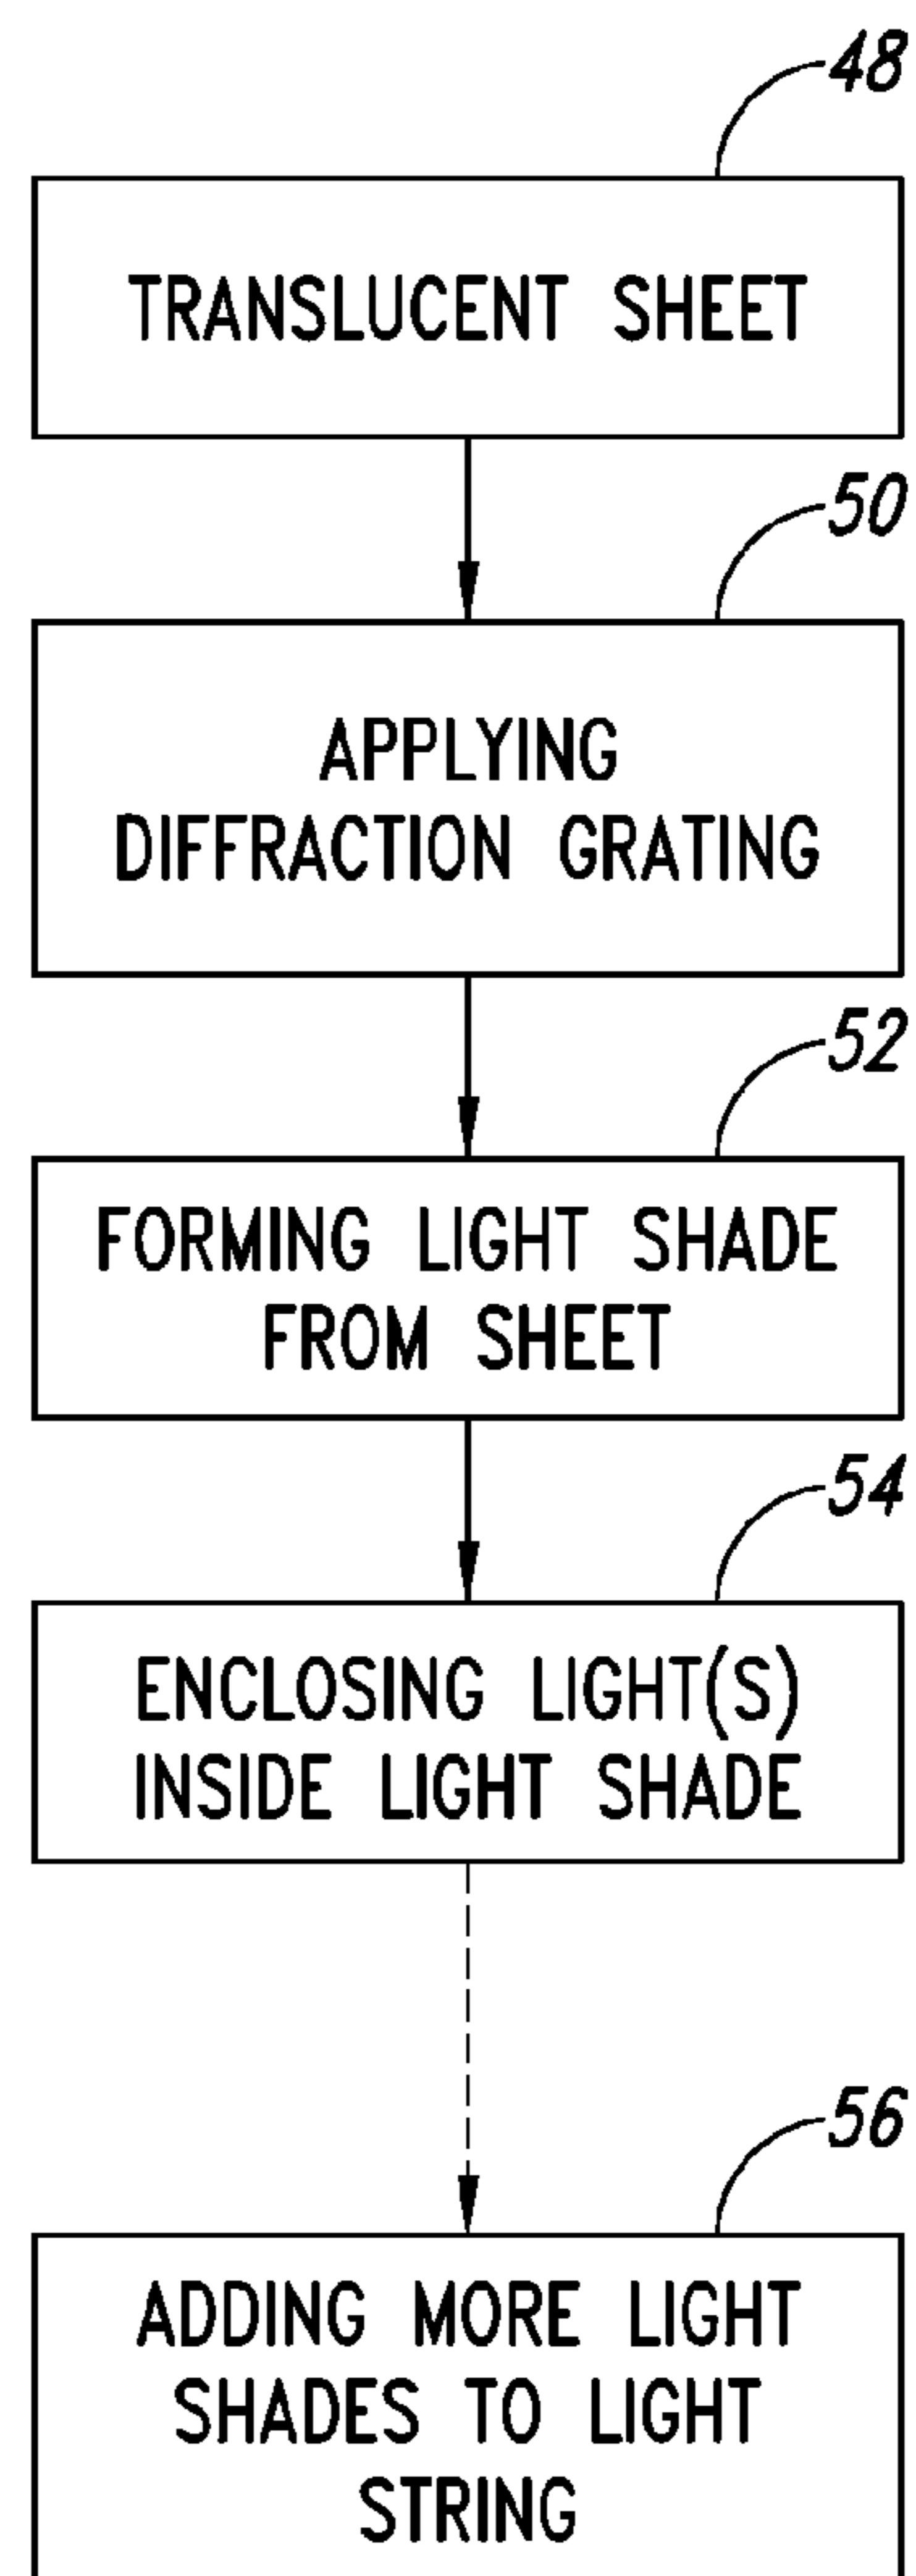 48
TRANSLUCENT SHEET
50
APPLYING
DIFFRACTION GRATING
52
FORMING LIGHT SHADE
FROM SHEET
54
ENCLOSING LIGHT(S)
INSIDE LIGHT SHADE
56
ADDING MORE LIGHT
SHADES TO LIGHT
STRING